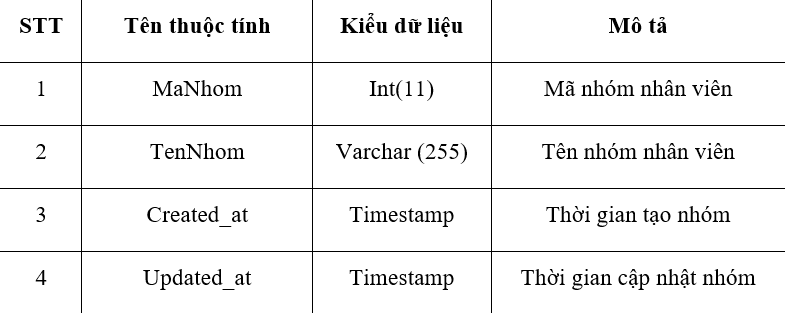 STT Tên thuộc tính Kiểu dữ liệu Mô tả
1 MaNhom Int(11) Mã nhóm nhân viên
2 TenNhom Varchar (255) Tên nhóm nhân viên
3 Created_at Timestamp Thời gian tạo nhóm
4 Updated_at Timestamp Thời gian cập nhật nhóm